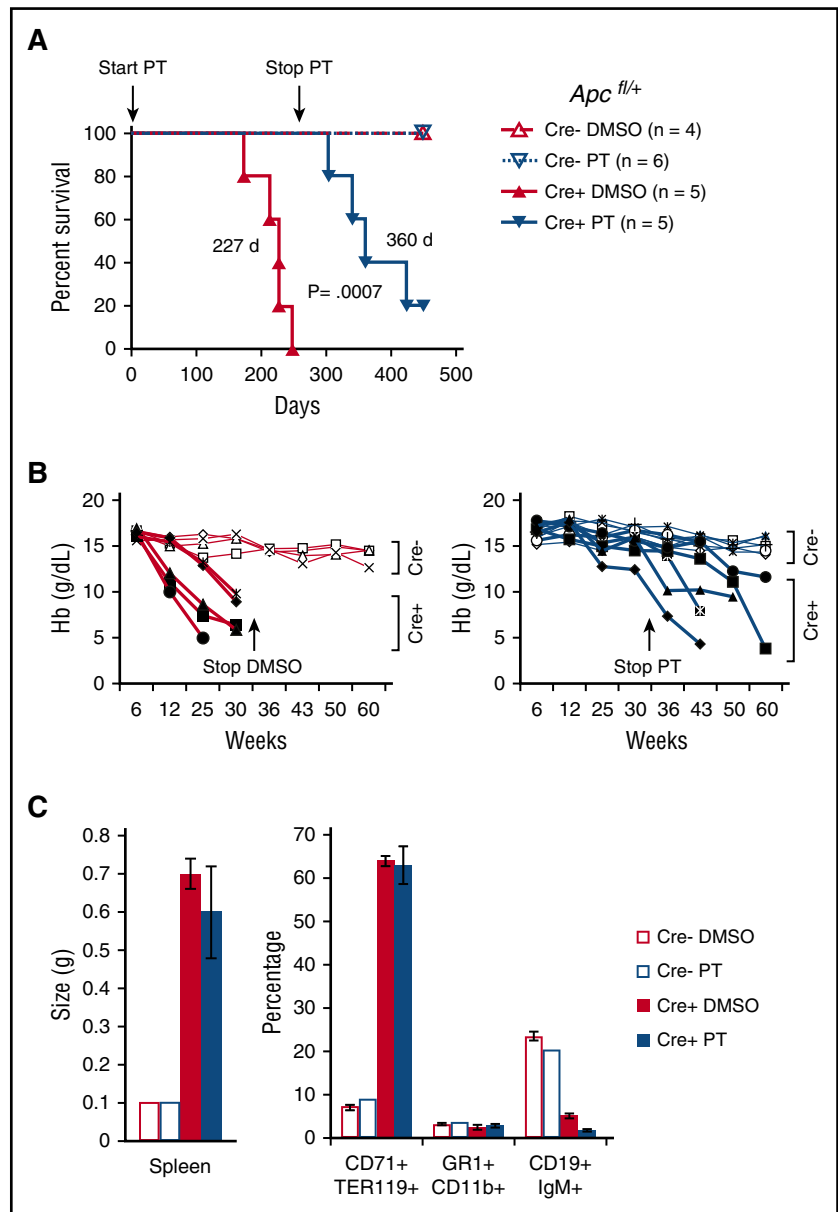 A
Start PT
Stop PT
Apc fl/+
Cre- DMSO (n = 4)
Cre- PT (n = 6)
Cre+ DMSO (n = 5)
Cre+ PT (n = 5)
Percent survival
100
80
60
40
20
0
227 d
360 d
P= .0007
0 100 200 300 400 500
Days
B
Hb (g/dL)
20
15
10
5
0
Cre-
Cre+
Stop DMSO
6 12 25 30 36 43 50 60
Weeks
Hb (g/dL)
20
15
10
5
0
Cre-
Cre+
Stop PT
6 12 25 30 36 43 50 60
Weeks
C
Size (g)
0.8
0.7
0.6
0.5
0.4
0.3
0.2
0.1
0
Spleen
Percentage
70
60
50
40
30
20
10
0
CD71+ GR1+ CD19+
TER119+ CD11b+ IgM+
Cre- DMSO
Cre- PT
Cre+ DMSO
Cre+ PT